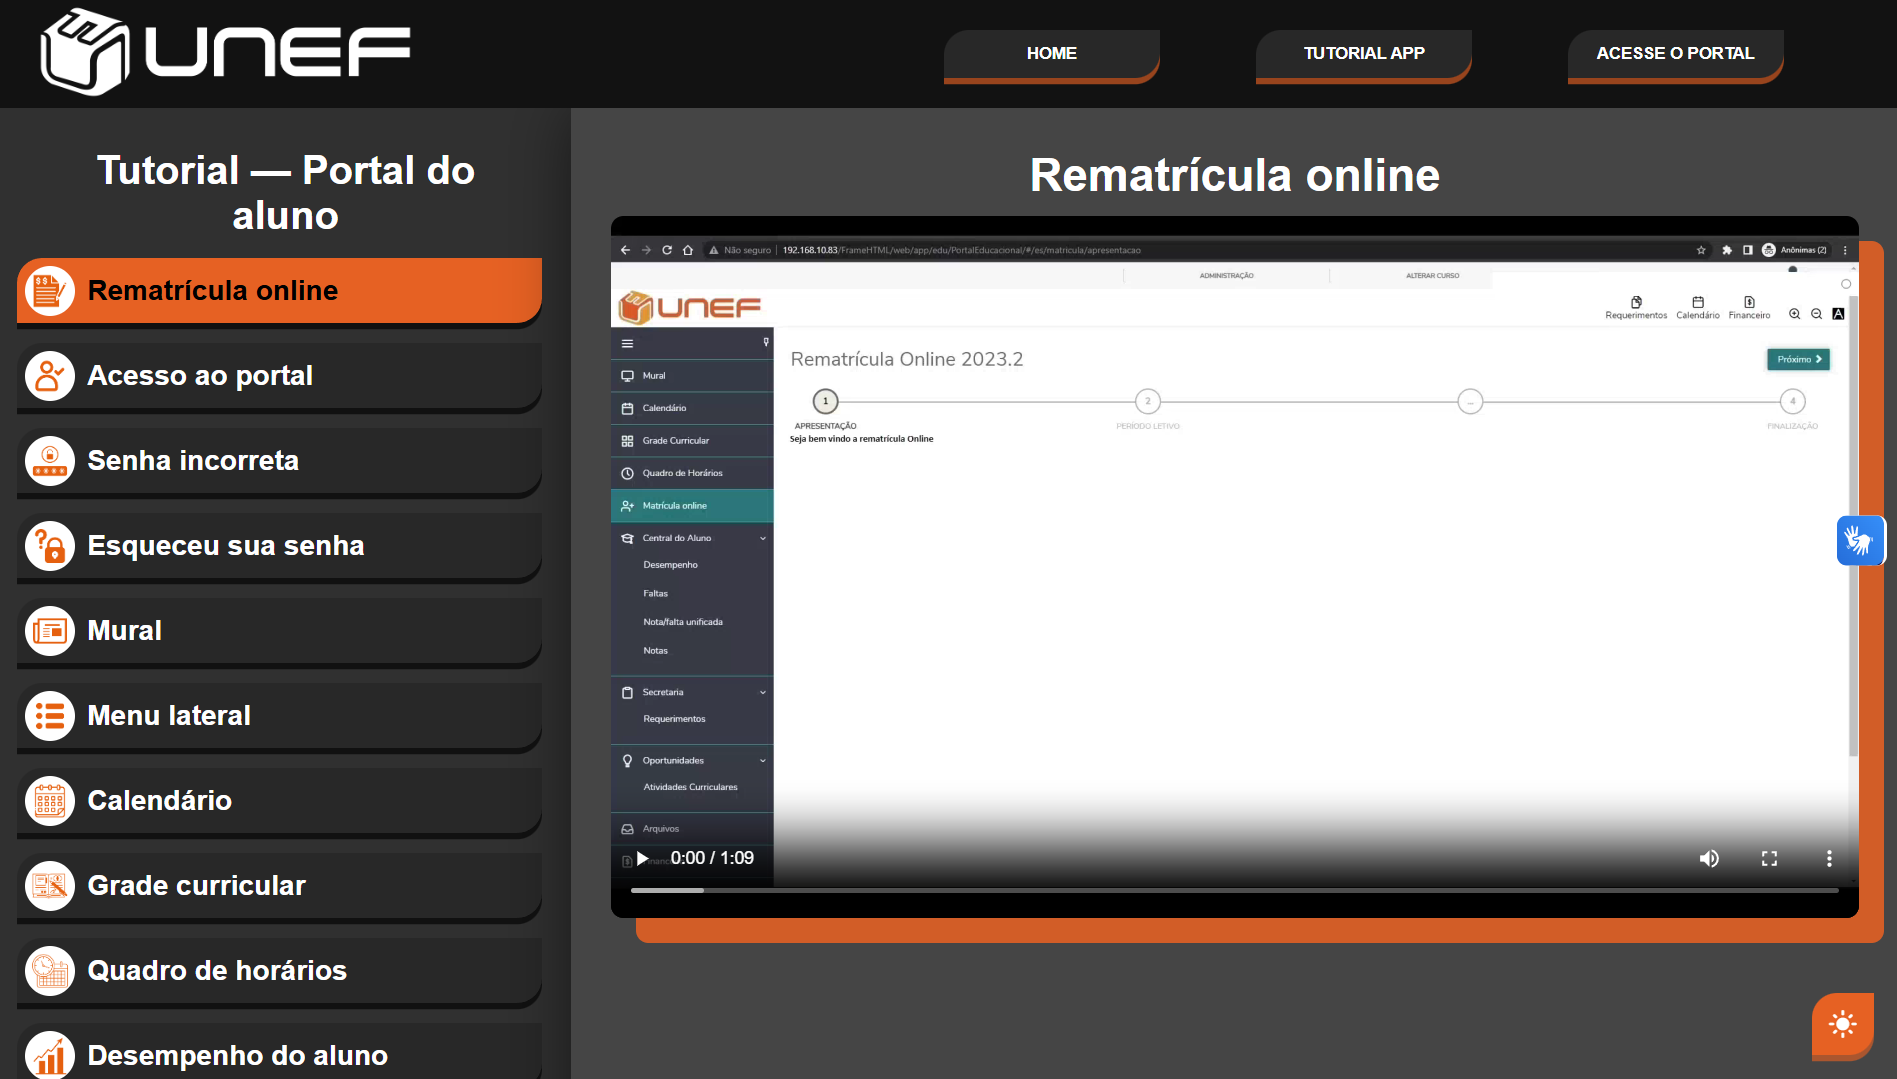 UNEF
HOME
TUTORIAL APP
ACESSE O PORTAL
Tutorial — Portal do
aluno
Rematrícula online
Acesso ao portal
Senha incorreta
Esqueceu sua senha
Mural
Menu lateral
Calendário
Grade curricular
Quadro de horários
Desempenho do aluno
Rematrícula online
Não seguro
192.168.10.83/FrameHTML/web/app/edu/PortalEducacional/#/es/matricula/apresentacao
Anônimas (2)
ADMINISTRAÇÃO
ALTERAR CURSO
UNEF
Requerimentos
Calendário
Financeiro
A
Mural
Calendário
Grade Curricular
Quadro de Horários
Matrícula online
Central do Aluno
Desempenho
Faltas
Nota/falta unificada
Notas
Secretaria
Requerimentos
Oportunidades
Atividades Curriculares
Arquivos
Rematrícula Online 2023.2
Próximo
1
2
...
4
APRESENTAÇÃO
PERÍODO LETIVO
FINALIZAÇÃO
Seja bem vindo a rematrícula Online
0:00 / 1:09